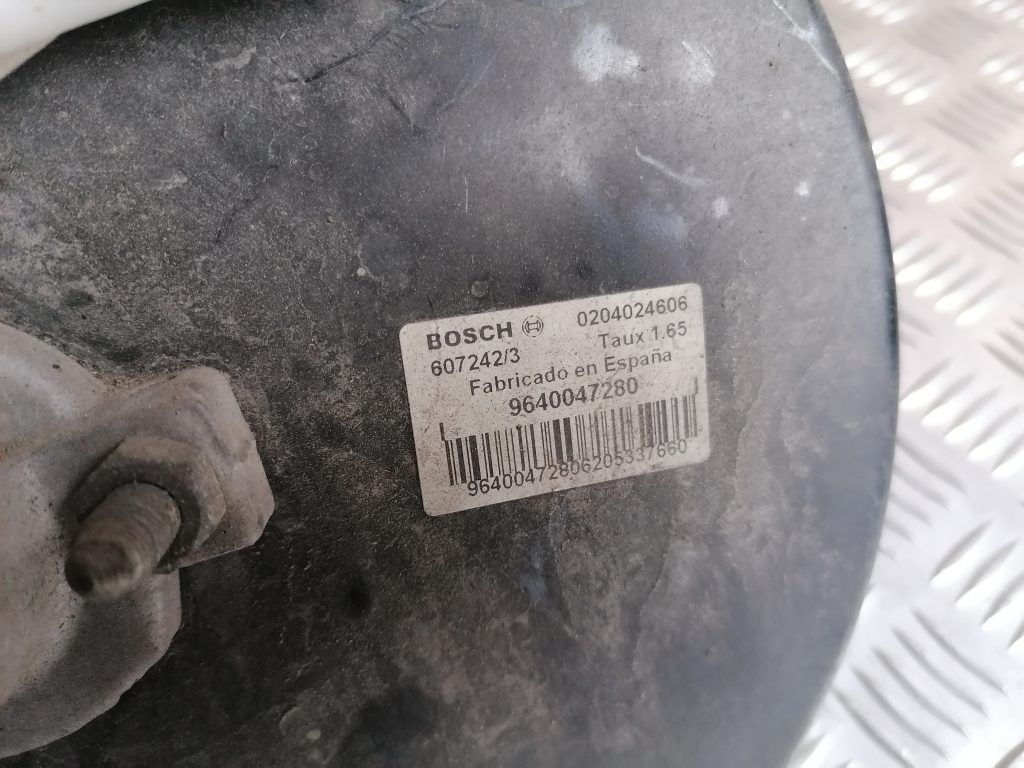 BOSCH 0204024606
607242/3 Taux 1.65
Fabricado en España
9640047280
96400472806205337660